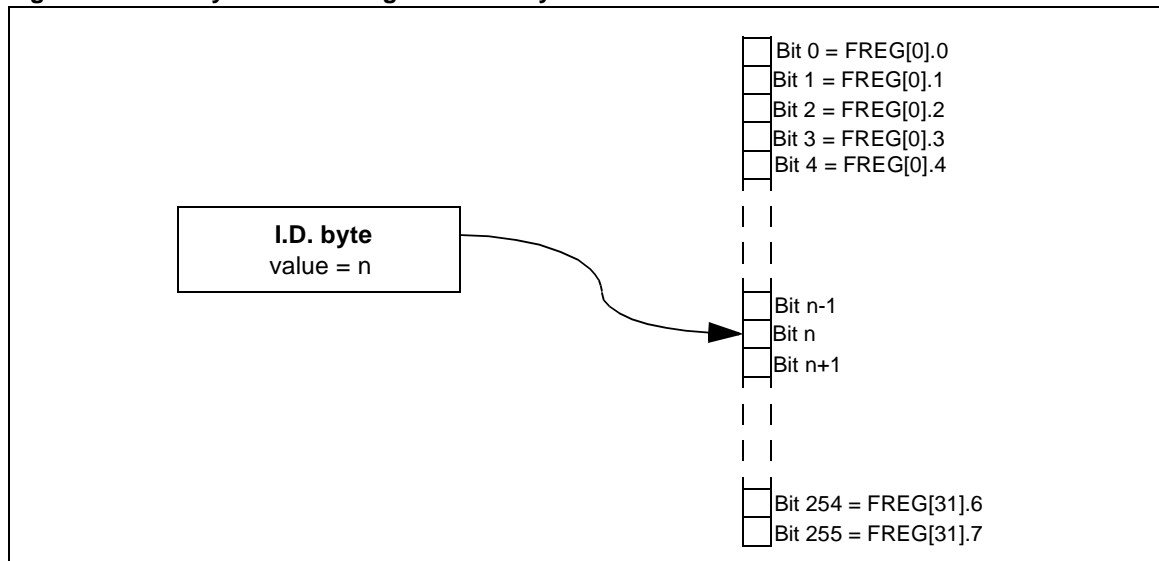 Bit 0 = FREG[0].0
Bit 1 = FREG[0].1
Bit 2 = FREG[0].2
Bit 3 = FREG[0].3
Bit 4 = FREG[0].4
I.D. byte
value = n
Bit n-1
Bit n
Bit n+1
Bit 254 = FREG[31].6
Bit 255 = FREG[31].7